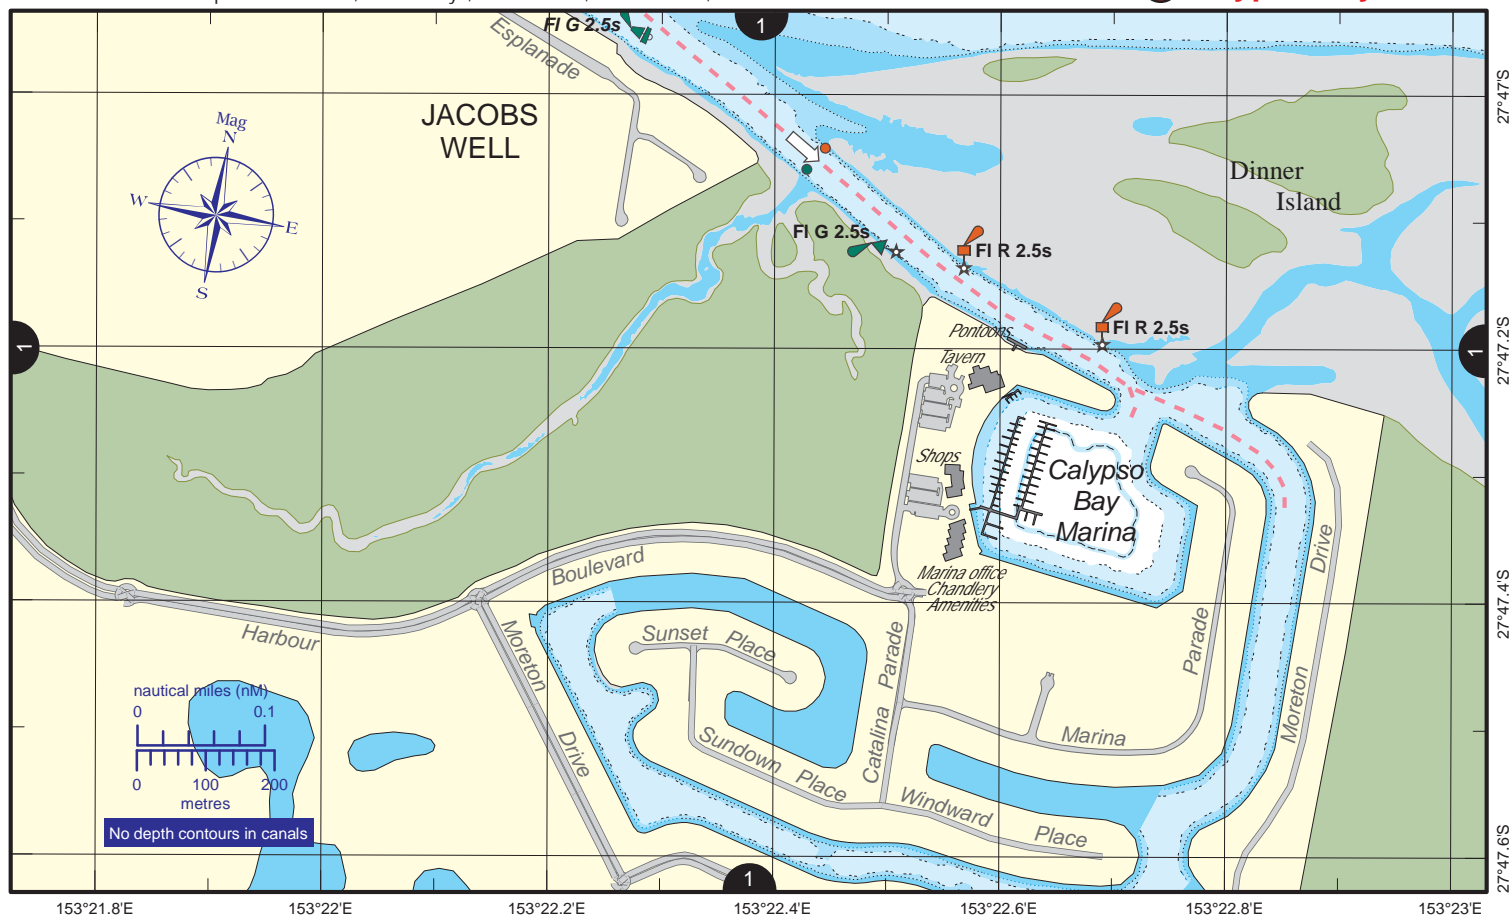 1
Fl G 2.5s
Esplanade
JACOBS
WELL
27°47'S
Mag
N
W
E
S
Dinner
Island
Fl G 2.5s
Fl R 2.5s
Fl R 2.5s
1
1
27°47.2'S
Pontoons
Tavern
Shops
Calypso
Bay
Marina
Marina office
Chandlery
Amenities
Boulevard
Harbour
27°47.4'S
Moreton
Drive
Sunset Place
Catalina Parade
Parade
Marina
Moreton
Drive
Sundown Place
Windward Place
nautical miles (nM)
0 0.1
0 100 200
metres
No depth contours in canals
27°47.6'S
1
153°21.8'E
153°22'E
153°22.2'E
153°22.4'E
153°22.6'E
153°22.8'E
153°23'E